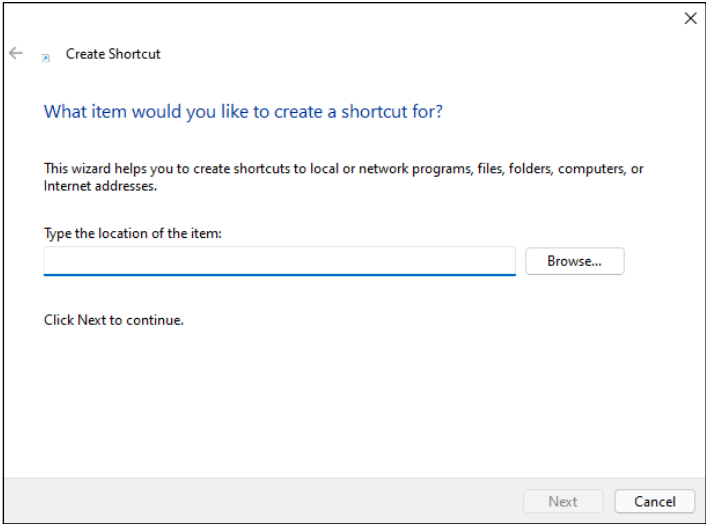 Create Shortcut
What item would you like to create a shortcut for?
This wizard helps you to create shortcuts to local or network programs, files, folders, computers, or
Internet addresses.
Type the location of the item:
Browse...
Click Next to continue.
Next
Cancel